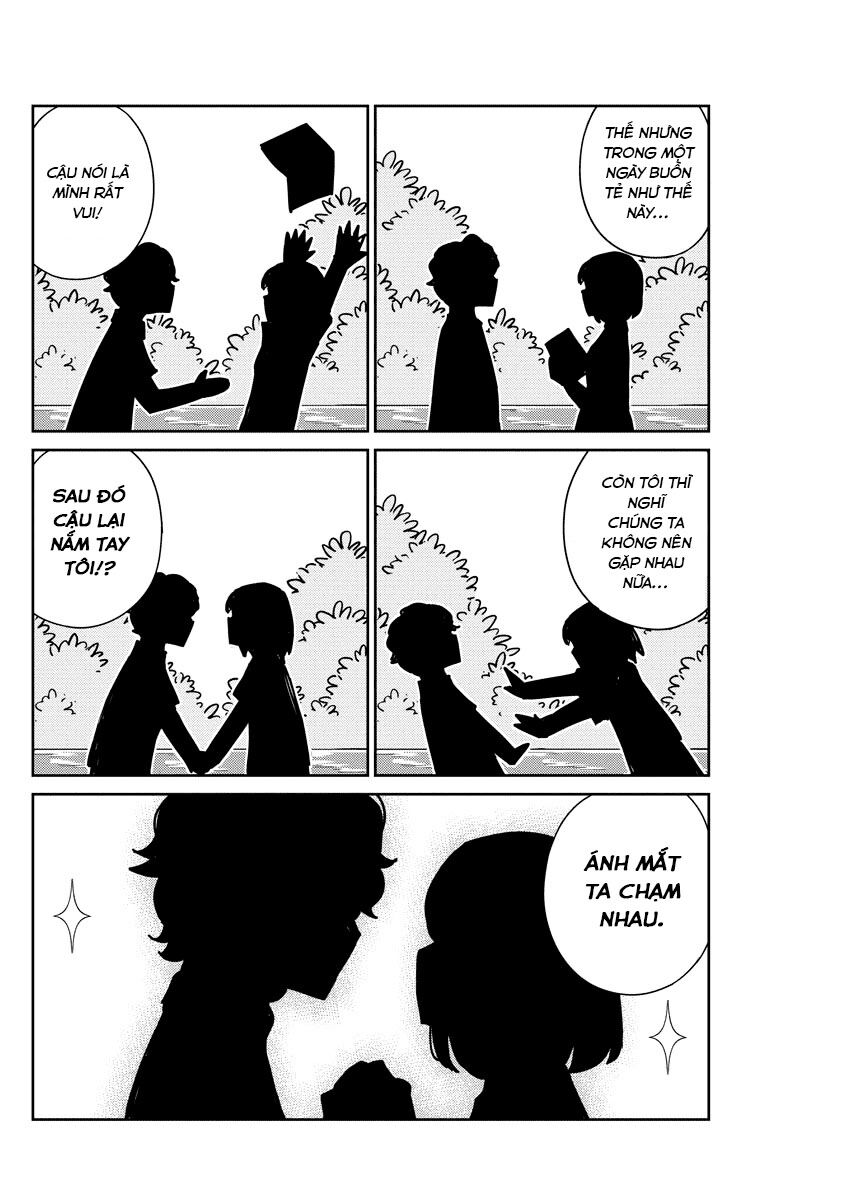 THẾ NHƯNG
TRONG MỘT
NGÀY BUỒN
TẺ NHƯ THẾ
NÀY...
CẬU NÓI LÀ
MÌNH RẤT
VUI!
CÒN TÔI THÌ
NGHĨ
CHÚNG TA
KHÔNG NÊN
GẶP NHAU
NỮA...
SAU ĐÓ
CẬU LẠI
NẮM TAY
TÔI!?
ÁNH MẮT
TA CHẠM
NHAU.